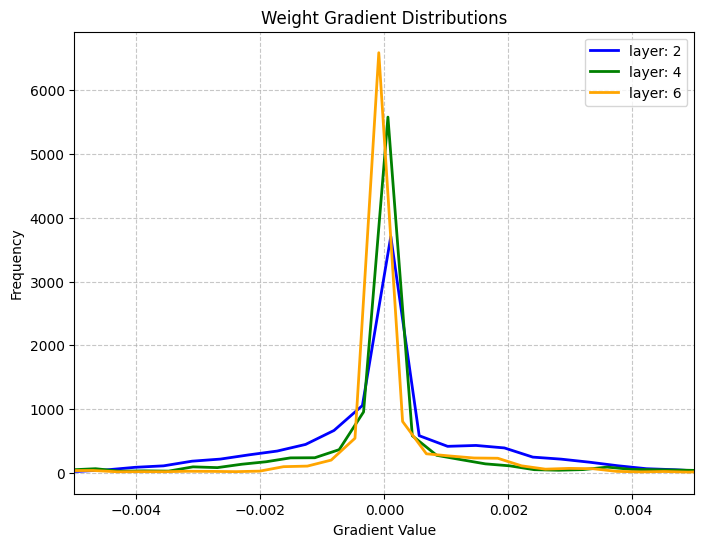 Weight Gradient Distributions
layer: 2
layer: 4
layer: 6
Frequency
6000
5000
4000
3000
2000
1000
0
−0.004
−0.002
0.000
0.002
0.004
Gradient Value